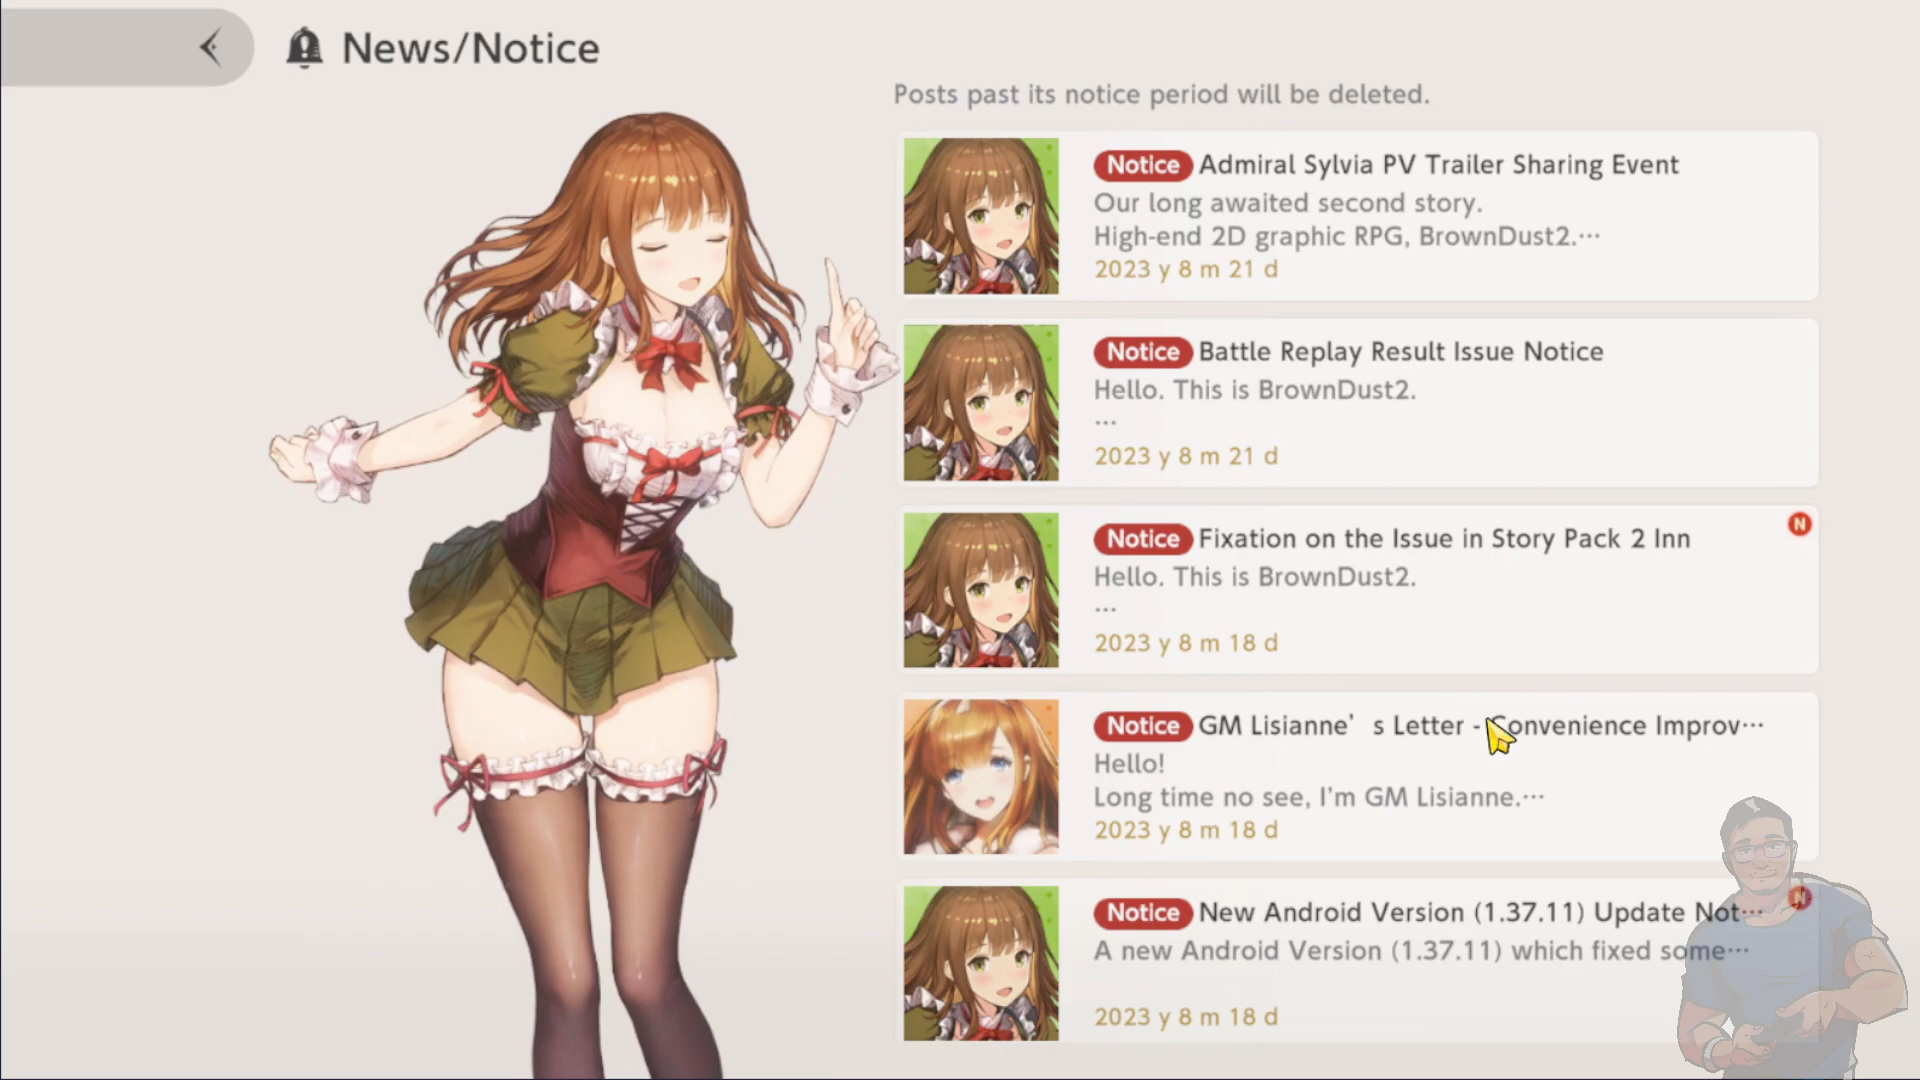 News/Notice
Posts past its notice period will be deleted.
Notice Admiral Sylvia PV Trailer Sharing Event
Our long awaited second story.
High-end 2D graphic RPG, BrownDust2.…
2023 y 8 m 21 d
Notice Battle Replay Result Issue Notice
Hello. This is BrownDust2.
…
2023 y 8 m 21 d
N
Notice Fixation on the Issue in Story Pack 2 Inn
Hello. This is BrownDust2.
…
2023 y 8 m 18 d
Notice GM Lisianne’s Letter - Convenience Improv…
Hello!
Long time no see, I’m GM Lisianne.…
2023 y 8 m 18 d
N
Notice New Android Version (1.37.11) Update Not…
A new Android Version (1.37.11) which fixed some…
2023 y 8 m 18 d